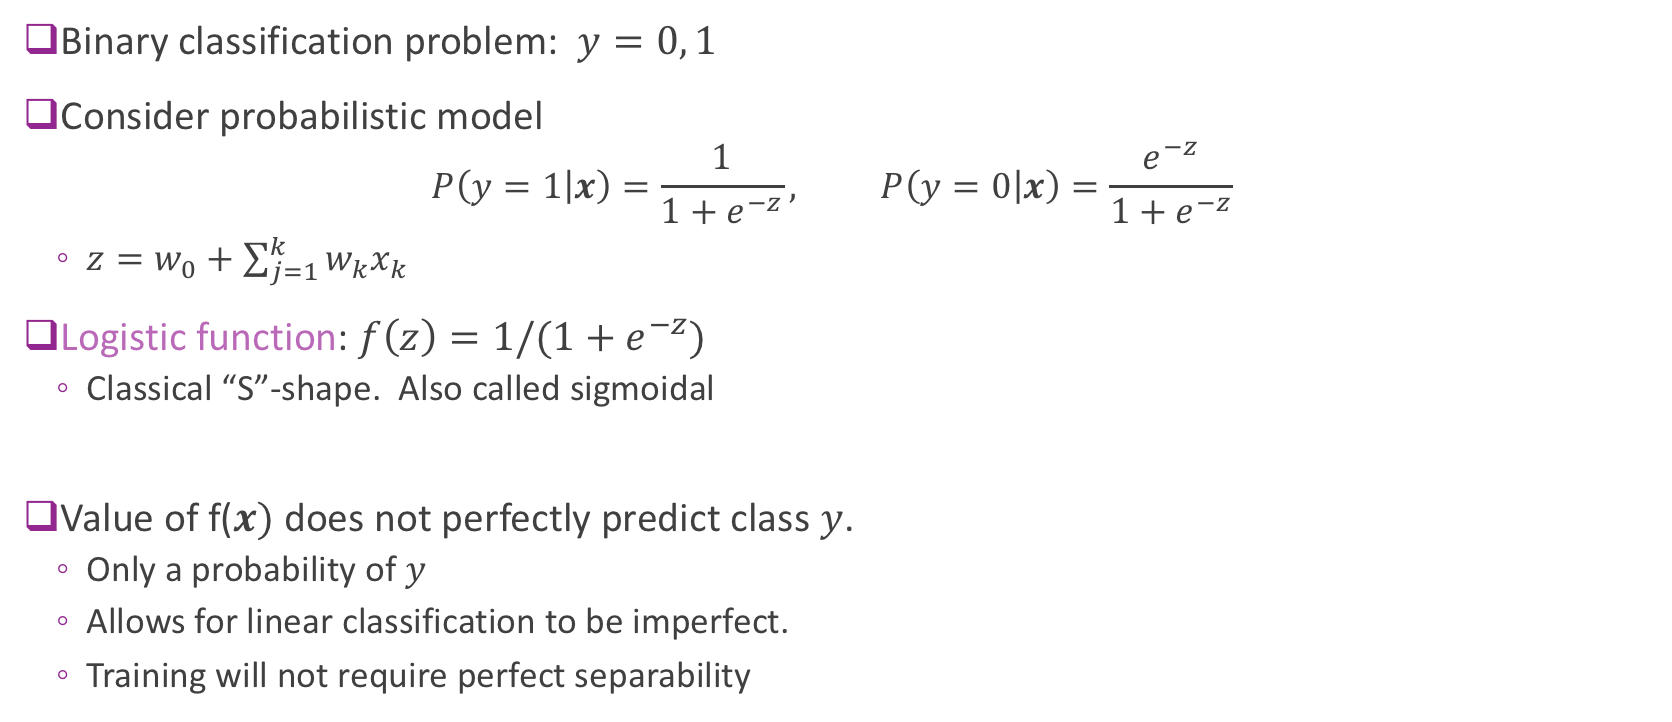 ❑Binary classification problem: y = 0, 1
❑Consider probabilistic model
P(y = 1|x) = 1/(1 + e^{−z}), P(y = 0|x) = e^{−z}/(1 + e^{−z})
◦ z = w_0 + ∑_{j=1}^{k} w_k x_k
❑Logistic function: f(z) = 1/(1 + e^{−z})
◦ Classical “S”-shape. Also called sigmoidal
❑Value of f(x) does not perfectly predict class y.
◦ Only a probability of y
◦ Allows for linear classification to be imperfect.
◦ Training will not require perfect separability